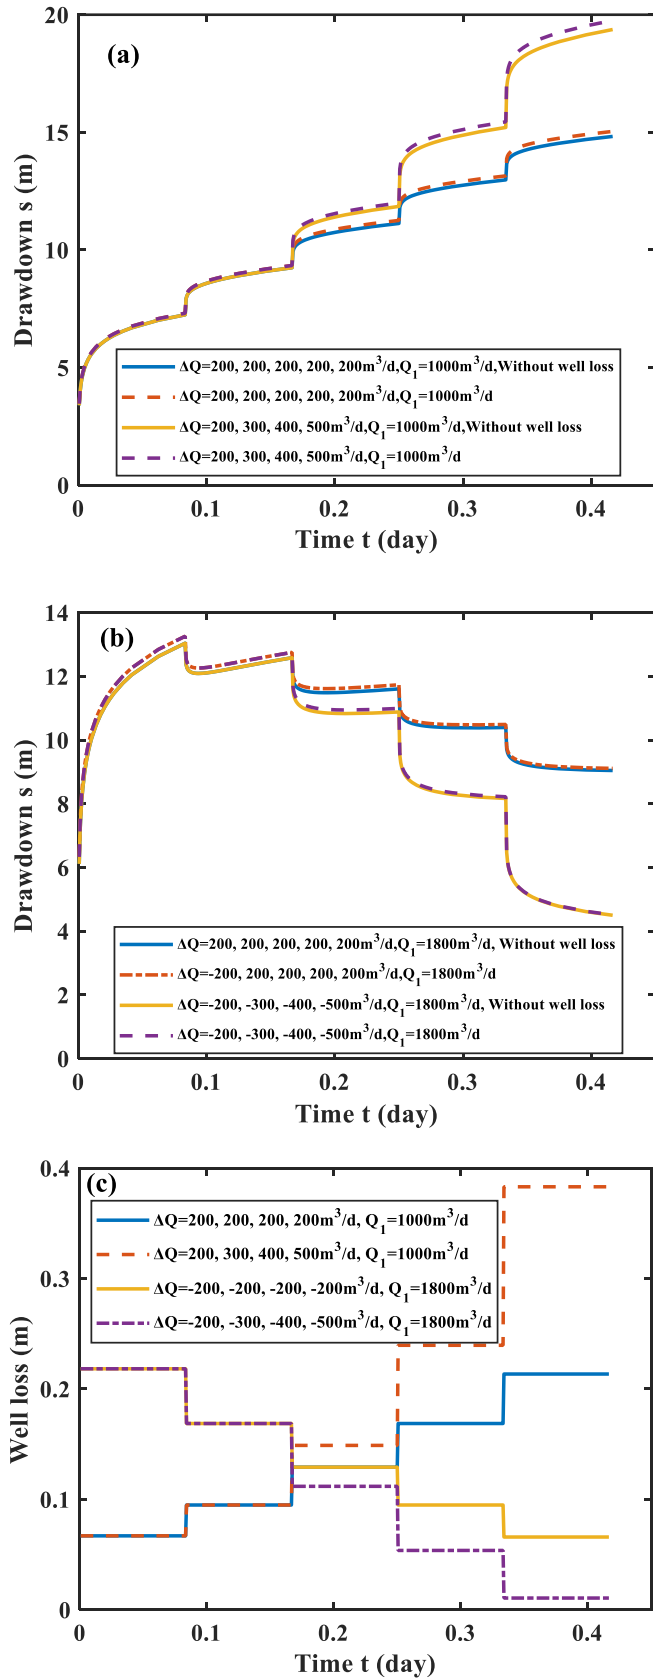 (a)
20
15
10
5
0
Drawdown s (m)
ΔQ=200, 200, 200, 200, 200m³/d,Q₁=1000m³/d,Without well loss
ΔQ=200, 200, 200, 200, 200m³/d,Q₁=1000m³/d
ΔQ=200, 300, 400, 500m³/d,Q₁=1000m³/d,Without well loss
ΔQ=200, 300, 400, 500m³/d,Q₁=1000m³/d
0 0.1 0.2 0.3 0.4
Time t (day)
(b)
14
12
10
8
6
4
2
0
Drawdown s (m)
ΔQ=200, 200, 200, 200, 200m³/d,Q₁=1800m³/d, Without well loss
ΔQ=-200, 200, 200, 200, 200m³/d,Q₁=1800m³/d
ΔQ=-200, -300, -400, -500m³/d,Q₁=1800m³/d, Without well loss
ΔQ=-200, -300, -400, -500m³/d,Q₁=1800m³/d
0 0.1 0.2 0.3 0.4
Time t (day)
(c)
0.4
0.3
0.2
0.1
0
Well loss (m)
ΔQ=200, 200, 200, 200m³/d, Q₁=1000m³/d
ΔQ=200, 300, 400, 500m³/d, Q₁=1000m³/d
ΔQ=-200, -200, -200, -200m³/d, Q₁=1800m³/d
ΔQ=-200, -300, -400, -500m³/d, Q₁=1800m³/d
0 0.1 0.2 0.3 0.4
Time t (day)